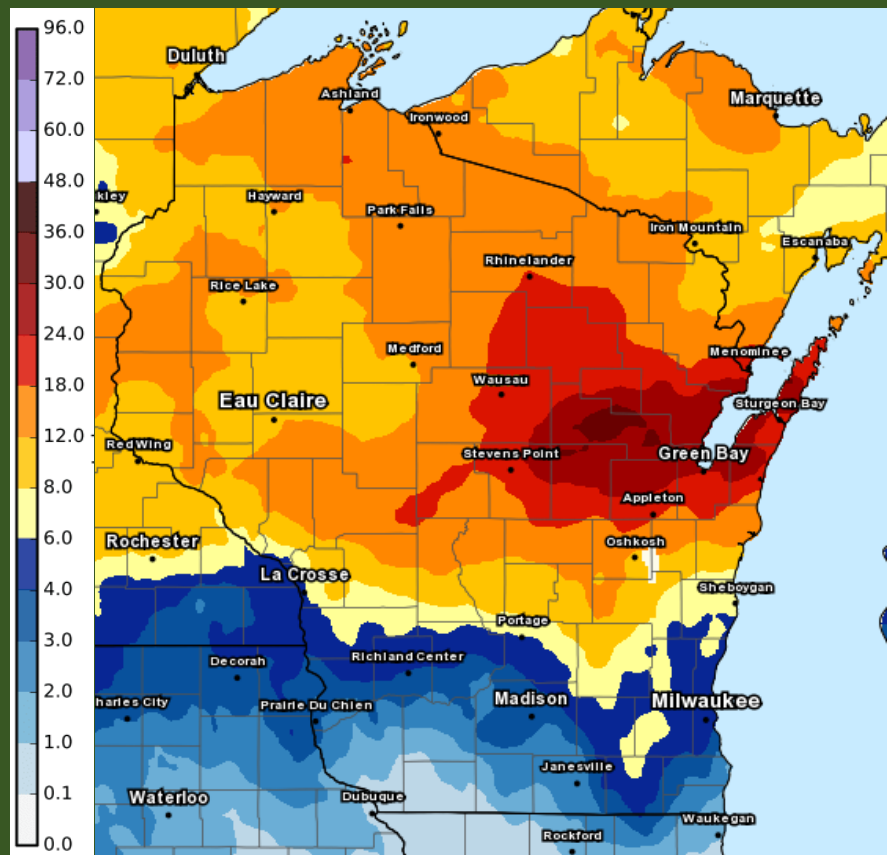 96.0
72.0
60.0
48.0
36.0
30.0
24.0
18.0
12.0
8.0
6.0
4.0
3.0
2.0
1.0
0.1
0.0
Duluth
Ashland
Ironwood
Marquette
kley
Hayward
Park Falls
Iron Mountain
Escanaba
Rhinelander
Rice Lake
Medford
Menominee
Wausau
Eau Claire
Sturgeon Bay
Red Wing
Stevens Point
Green Bay
Appleton
Rochester
Oshkosh
La Crosse
Sheboygan
Portage
Decorah
Richland Center
harles City
Prairie Du Chien
Madison
Milwaukee
Janesville
Waterloo
Dubuque
Waukegan
Rockford